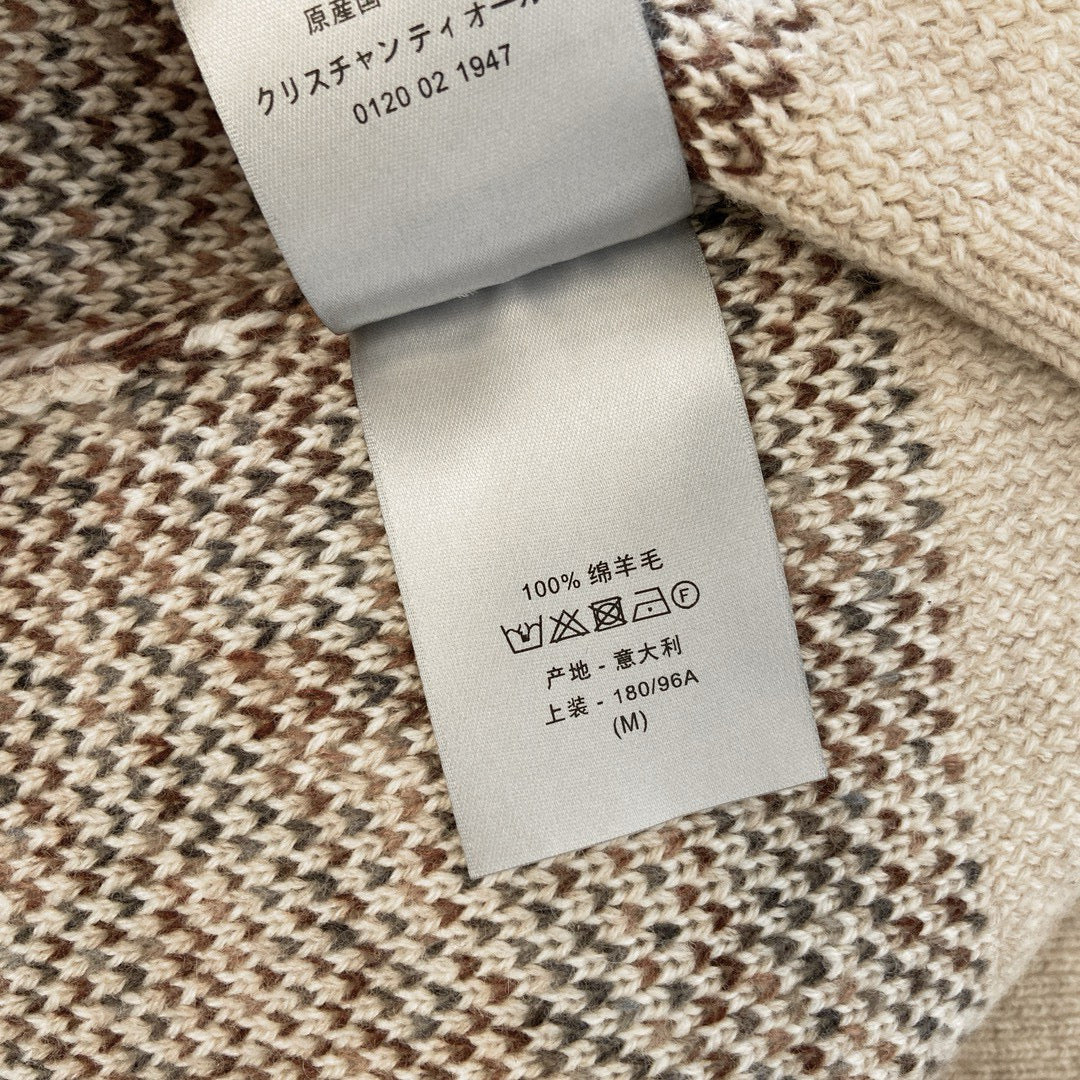 原産国
クリスチャンディオール
0120 02 1947
100% 绵羊毛
F
产地 - 意大利
上装 - 180/96A
(M)